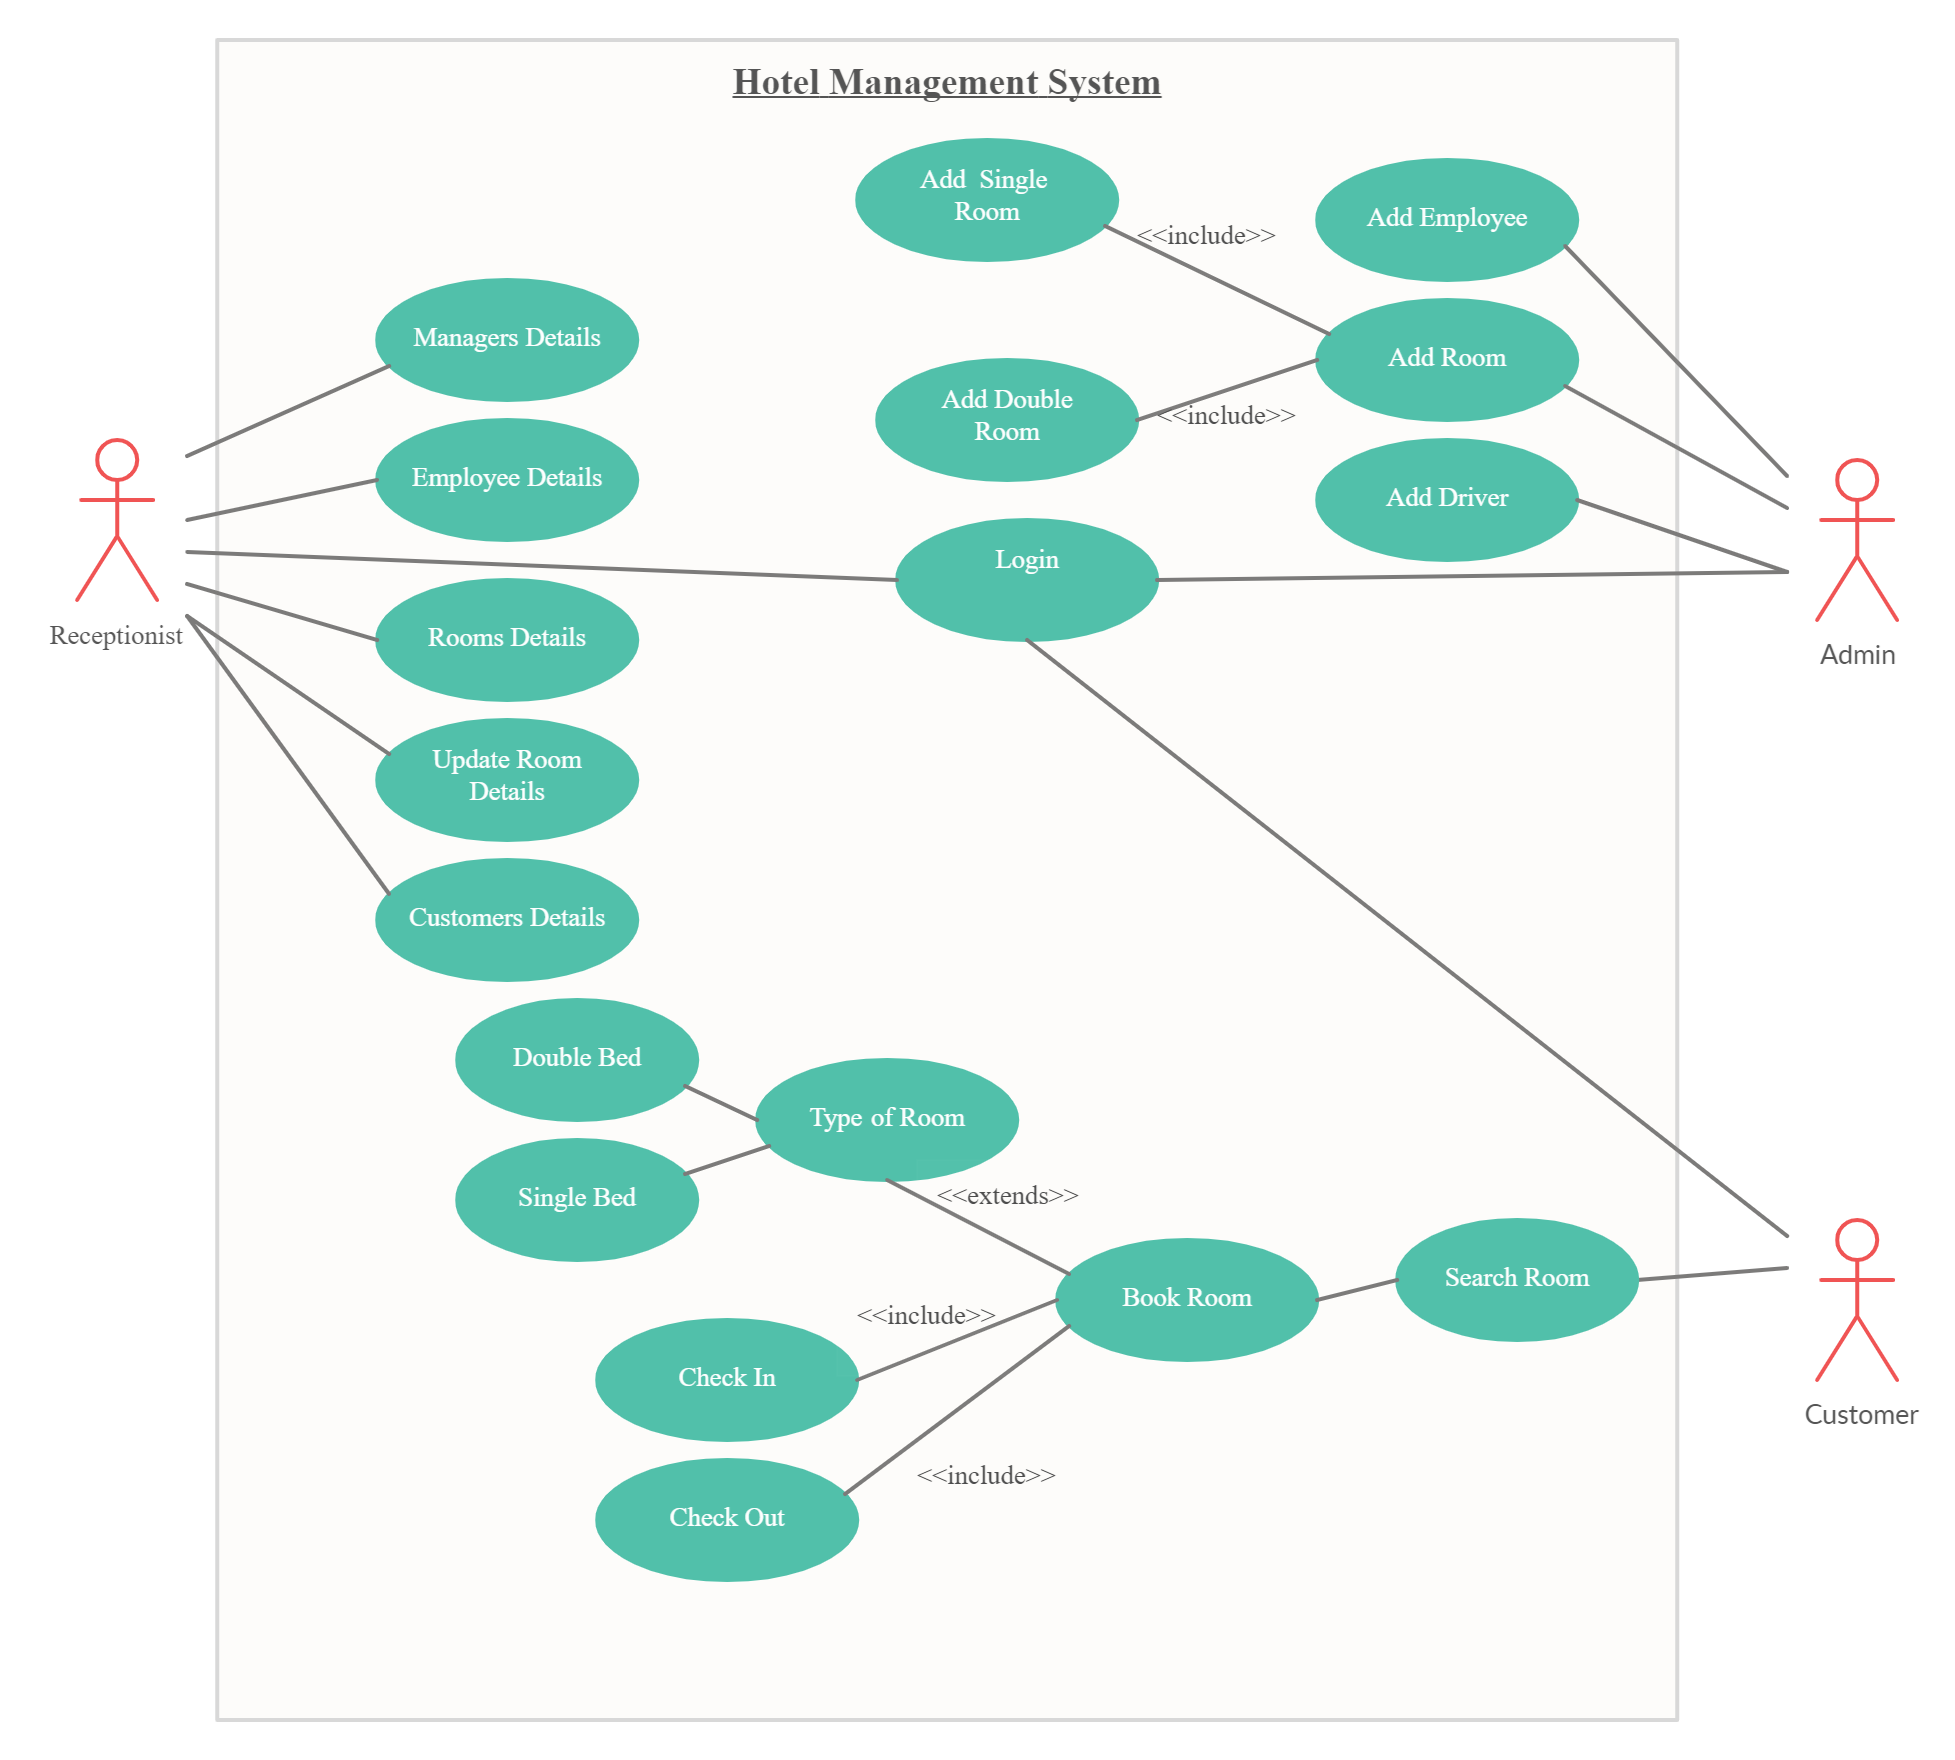 Hotel Management System
Add  Single
Room
<<include>>
Add Employee
Managers Details
Add Room
Add Double
Room
<<include>>
Employee Details
Add Driver
Login
Receptionist
Rooms Details
Admin
Update Room
Details
Customers Details
Double Bed
Type of Room
Single Bed
<<extends>>
Search Room
Book Room
<<include>>
Check In
Customer
<<include>>
Check Out